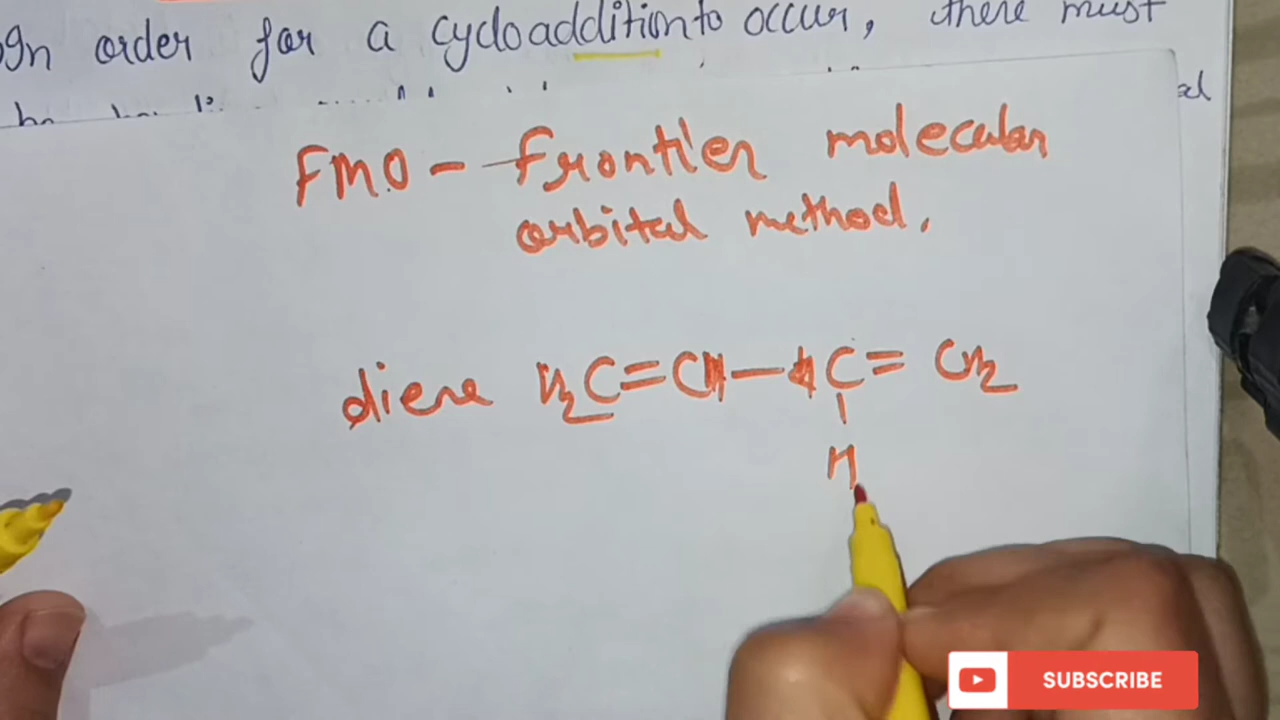 In order for a cycloaddition to occur, there must
FMO - Frontier molecular
orbital method.
diene H₂C=CH-C=CH₂
H
SUBSCRIBE